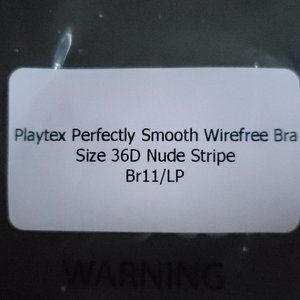 Playtex Perfectly Smooth Wirefree Bra
Size 36D Nude Stripe
Br11/LP
WARNING